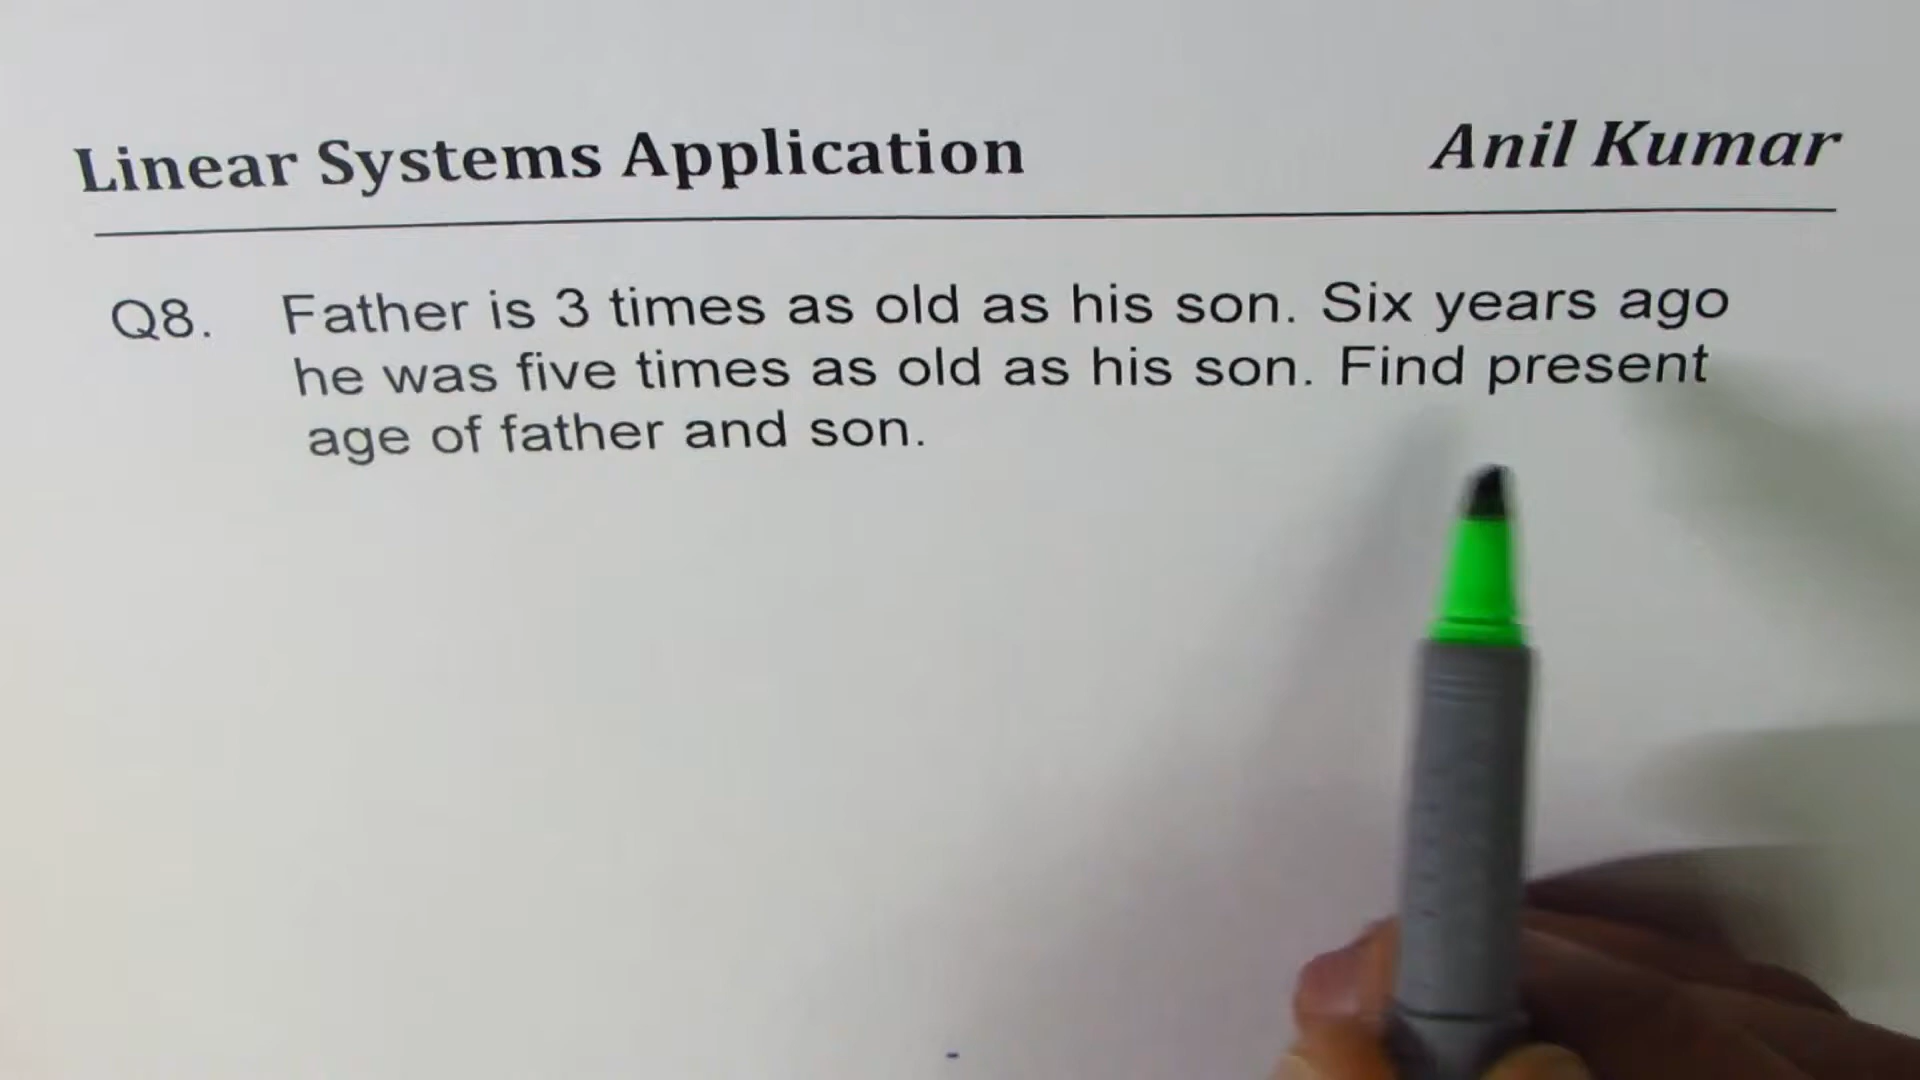 Linear Systems Application
Anil Kumar
Q8. Father is 3 times as old as his son. Six years ago
he was five times as old as his son. Find present
age of father and son.